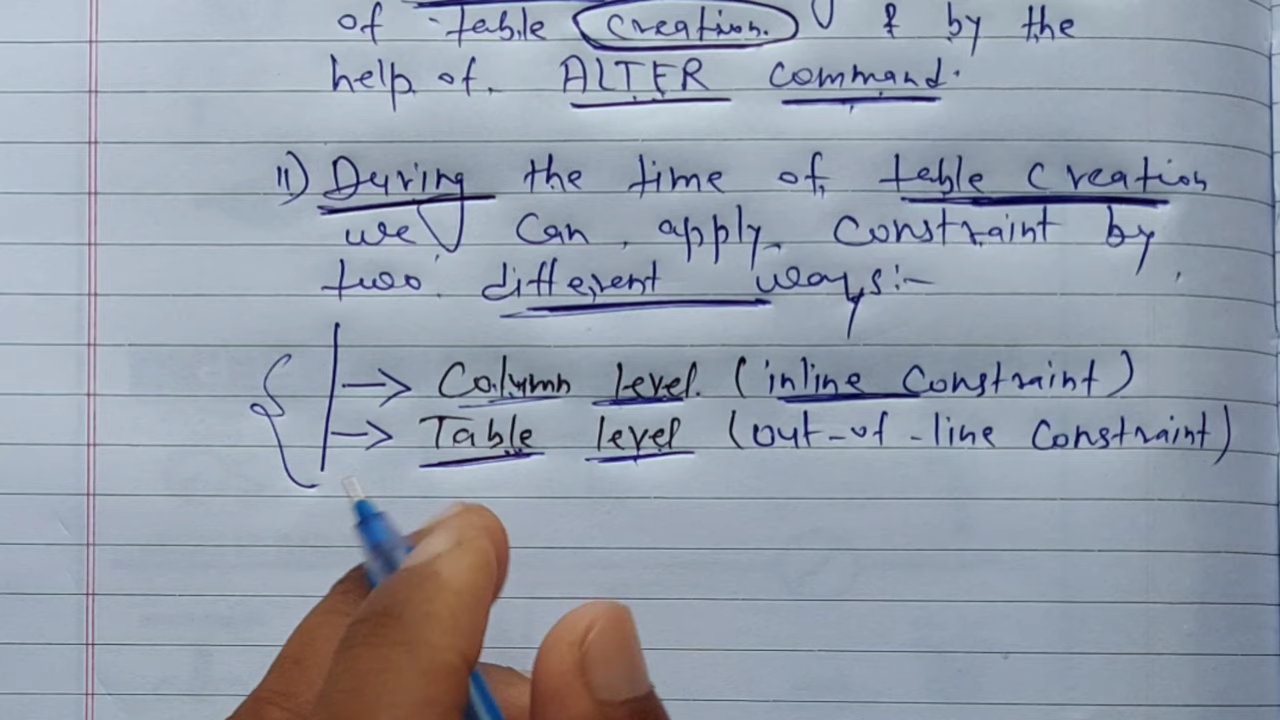 of table creation. & by the
help of ALTER command.
II) During the time of table creation
we can apply constraint by
two different ways:-
→ Column level (inline constraint)
→ Table level (out-of-line constraint)